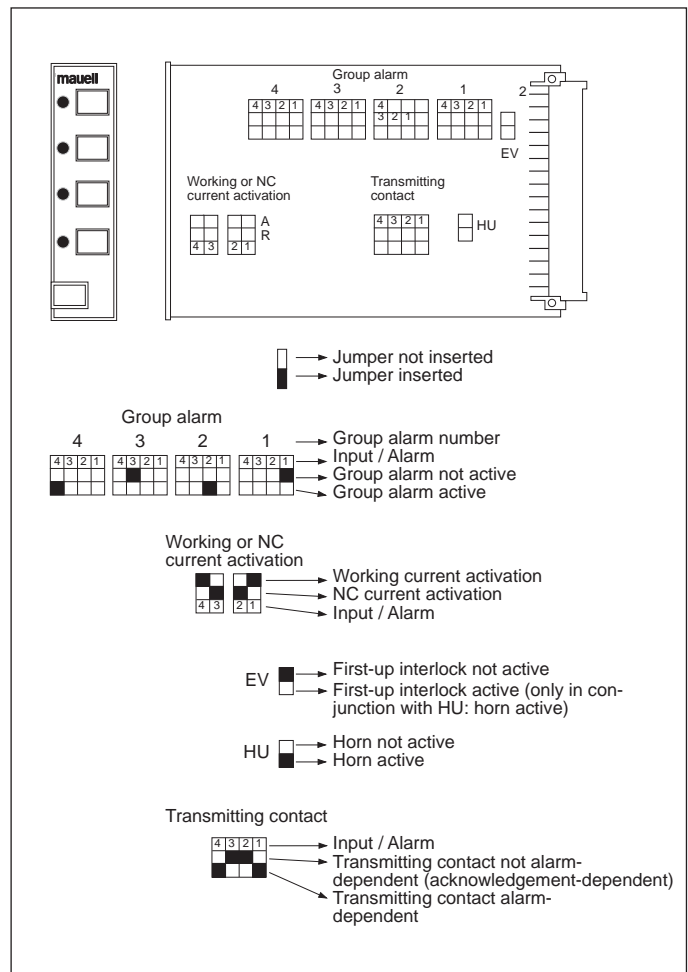 mauell
Group alarm
4 3 2 1 2
4 3 2 1 4 3 2 1 4 4 3 2 1
3 2 1
EV
Working or NC
current activation
Transmitting
contact
A
R
4 3 2 1
4 3 2 1
HU
Jumper not inserted
Jumper inserted
Group alarm
4 3 2 1
4 3 2 1 4 3 2 1 4 3 2 1 4 3 2 1
Group alarm number
Input / Alarm
Group alarm not active
Group alarm active
Working or NC
current activation
4 3 2 1
Working current activation
NC current activation
Input / Alarm
EV
First-up interlock not active
First-up interlock active (only in con-
junction with HU: horn active)
HU
Horn not active
Horn active
Transmitting contact
4 3 2 1
Input / Alarm
Transmitting contact not alarm-
dependent (acknowledgement-dependent)
Transmitting contact alarm-
dependent